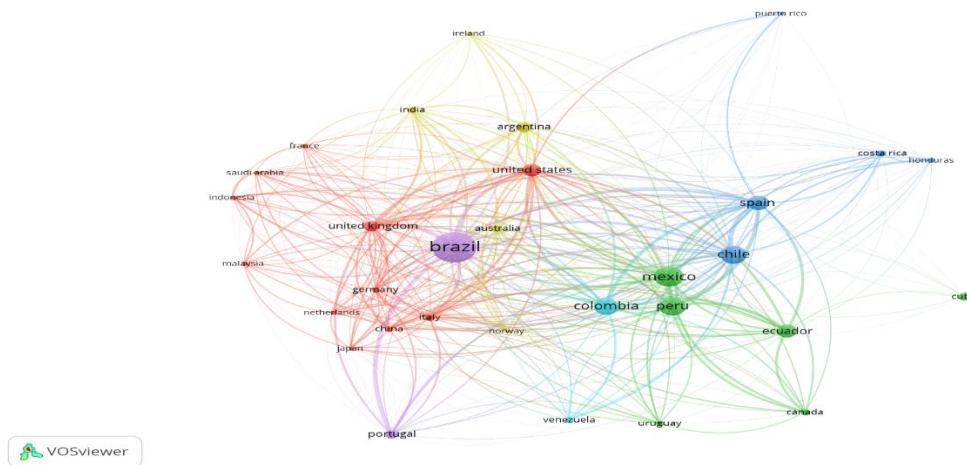 puerto rico
ireland
india
argentina
france
costa rica
honduras
saudi arabia
united states
indonesia
spain
united kingdom
australia
brazil
chile
malaysia
mexico
germany
cub
colombia
peru
netherlands
italy
china
norway
ecuador
japan
canada
venezuela
uruguay
portugal
VOSviewer